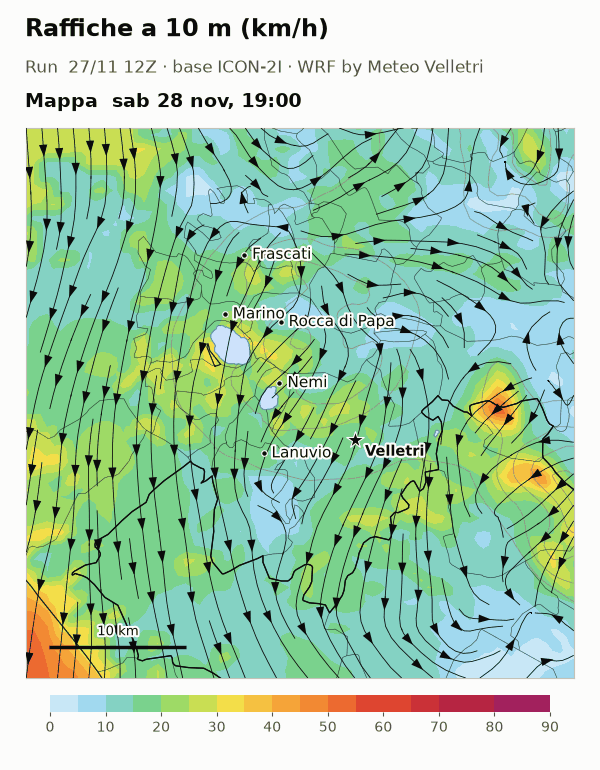 Raffiche a 10 m (km/h)
Run  27/11 12Z · base ICON-2I · WRF by Meteo Velletri
Mappa  sab 28 nov, 19:00
Frascati
Marino
Rocca di Papa
Nemi
Velletri
Lanuvio
10 km
0 10 20 30 40 50 60 70 80 90